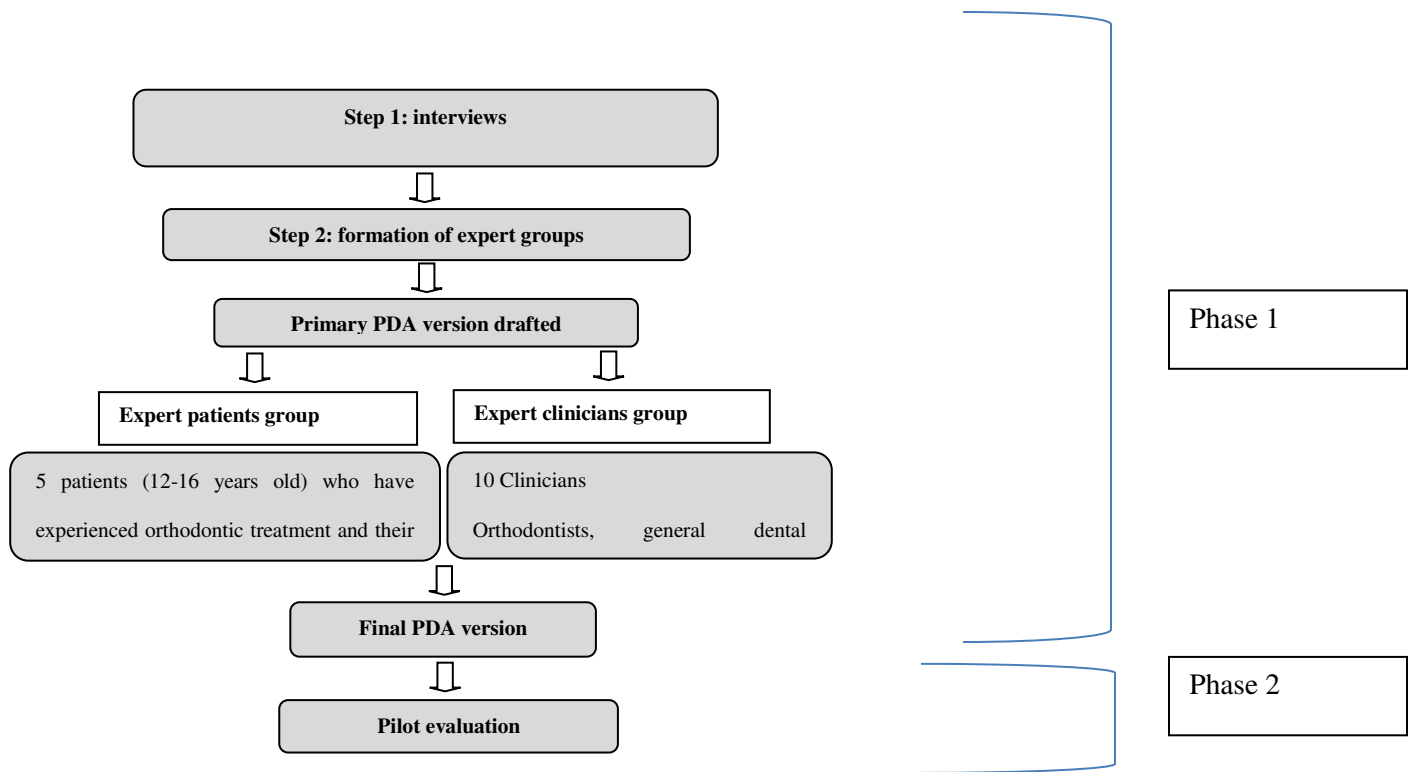 Step 1: interviews
Step 2: formation of expert groups
Primary PDA version drafted
Expert patients group
Expert clinicians group
5 patients (12-16 years old) who have
experienced orthodontic treatment and their
10 Clinicians
Orthodontists, general dental
Final PDA version
Pilot evaluation
Phase 1
Phase 2